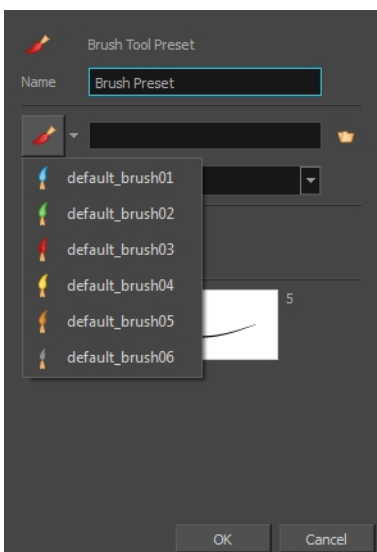 Brush Tool Preset
Name Brush Preset
default_brush01
default_brush02
default_brush03
default_brush04
default_brush05
5
default_brush06
OK Cancel